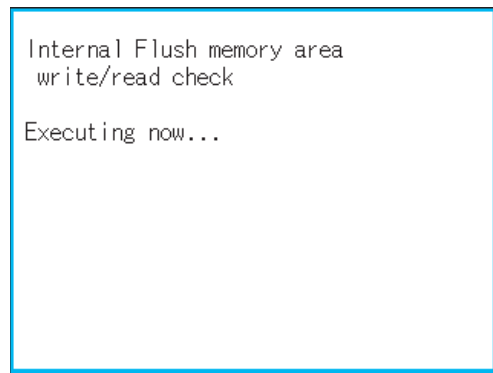 Internal Flush memory area
write/read check
Executing now...